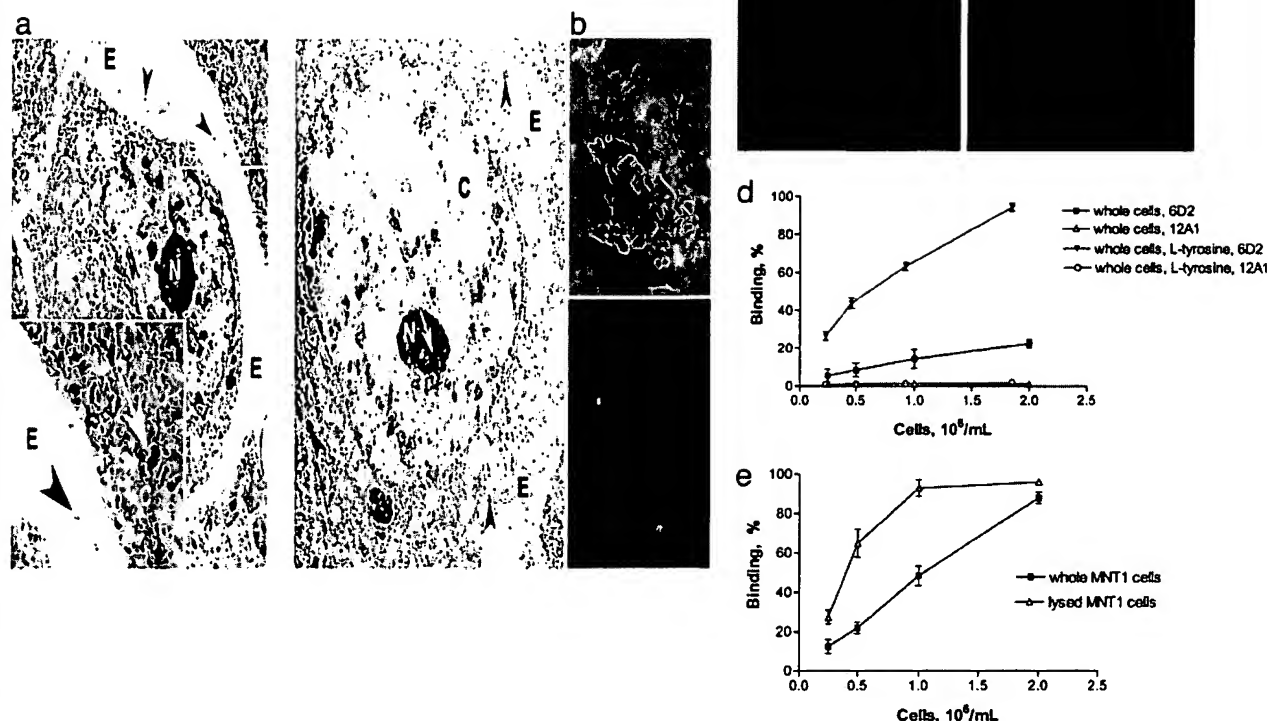 a
E
N
E
E
E
C
N
E
b
d
100
80
60
40
20
0
Binding, %
0.0 0.5 1.0 1.5 2.0 2.5
Cells, 10⁶/mL
whole cells, 6D2
whole cells, 12A1
whole cells, L-tyrosine, 6D2
whole cells, L-tyrosine, 12A1
e
100
80
60
40
20
0
Binding, %
0.0 0.5 1.0 1.5 2.0 2.5
Cells, 10⁶/mL
whole MNT1 cells
lysed MNT1 cells